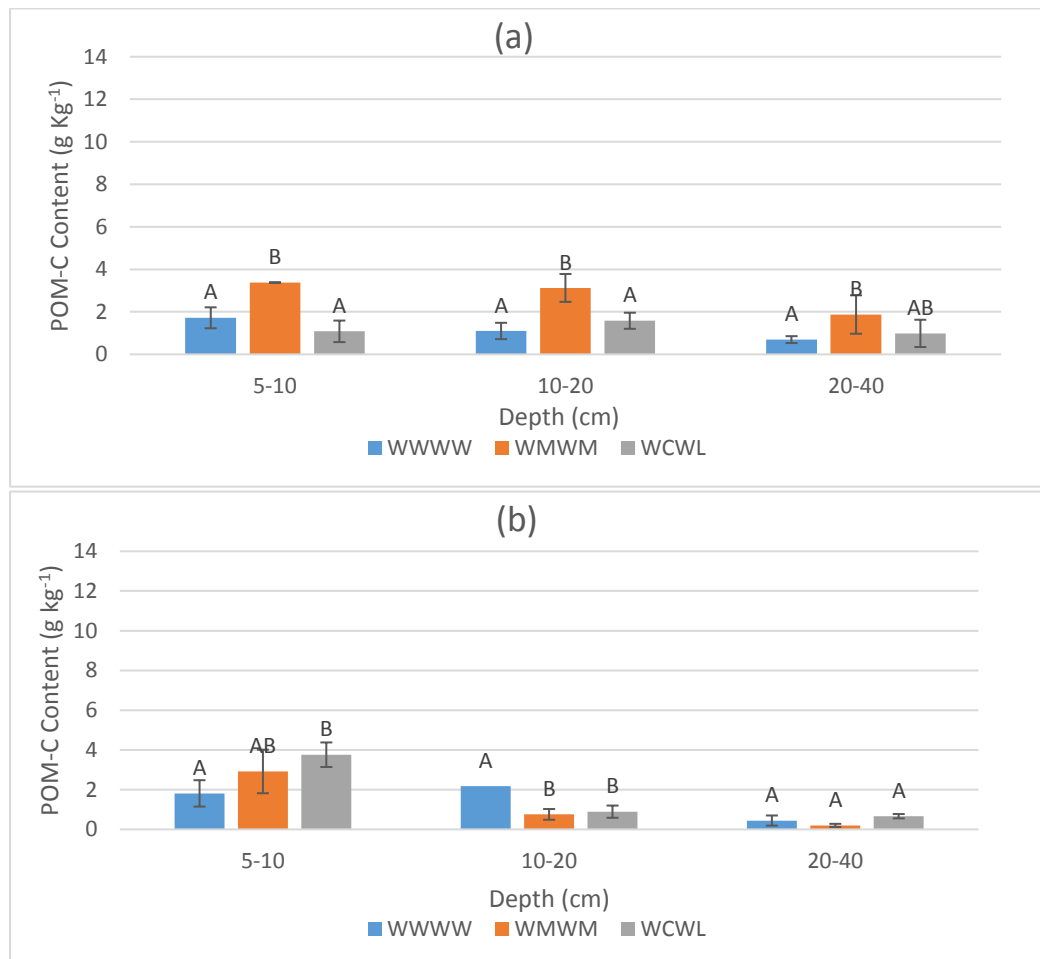 (a)
POM-C Content (g Kg⁻¹)
14
12
10
8
6
4
2
0
A B A
A B A
A B AB
5-10 10-20 20-40
Depth (cm)
WWWW WMWM WCWL
(b)
POM-C Content (g kg⁻¹)
14
12
10
8
6
4
2
0
A AB B
A B B
A A A
5-10 10-20 20-40
Depth (cm)
WWWW WMWM WCWL